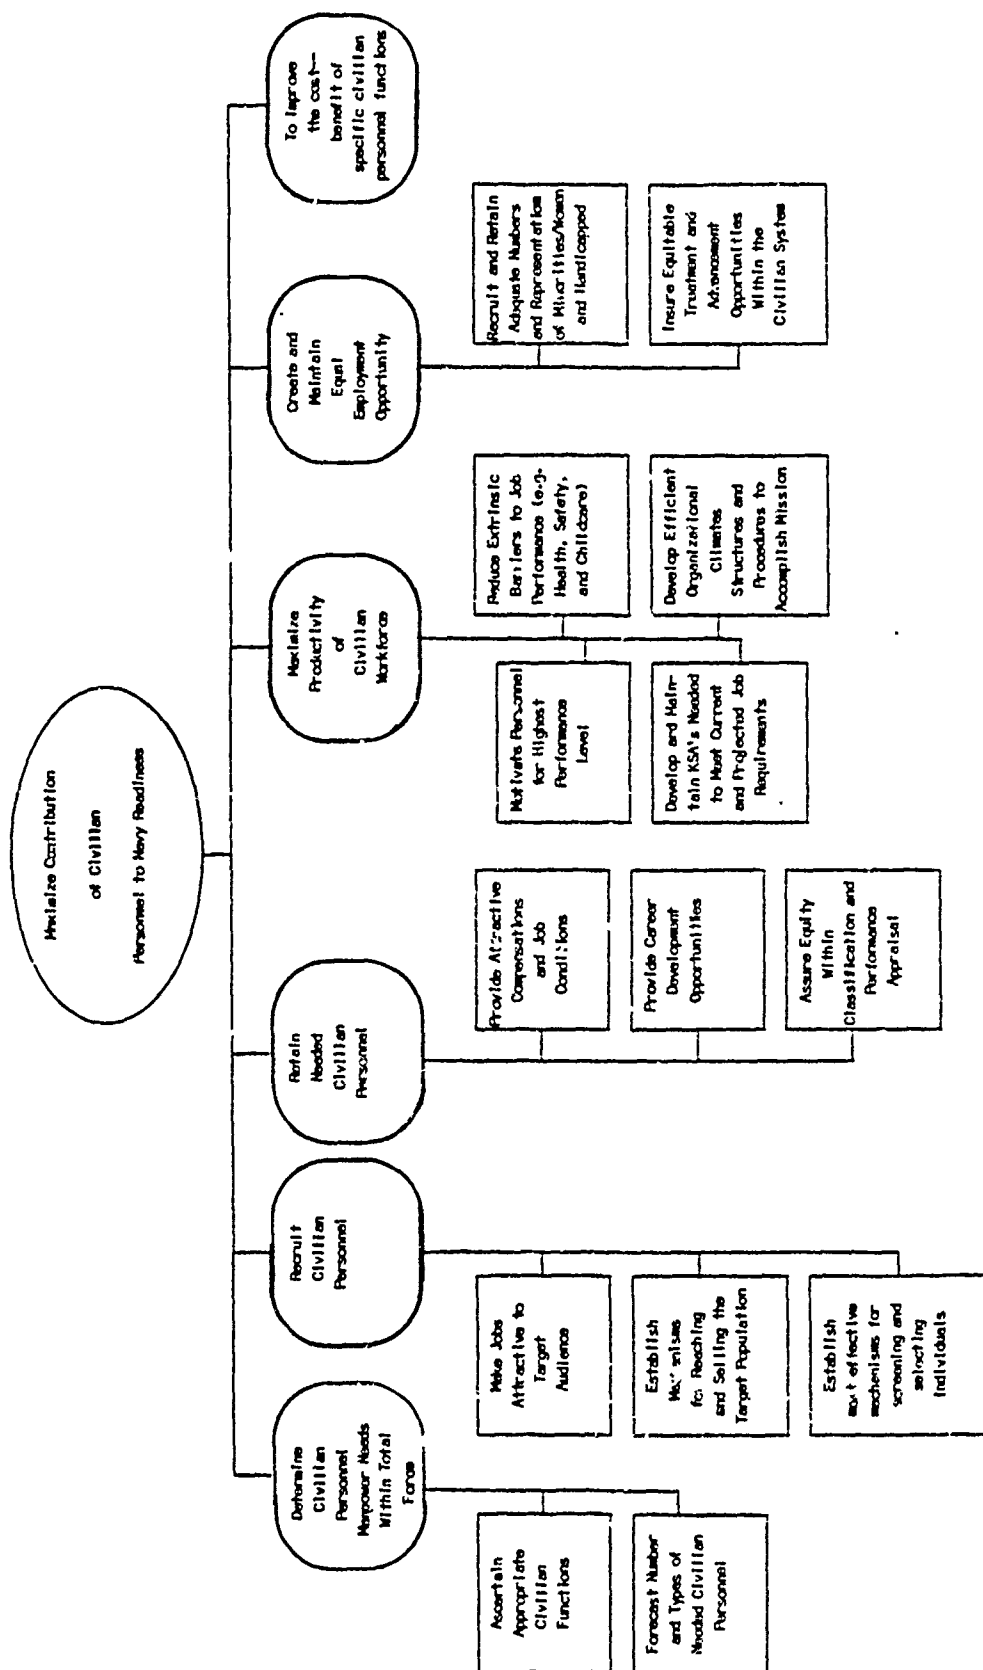 Maximize Contribution
of Civilian
Personnel to Navy Readiness
Determine
Civilian
Personnel
Manpower Needs
Within Total
Force
Recruit
Civilian
Personnel
Retain
Needed
Civilian
Personnel
Maximize
Productivity
of
Civilian
Workforce
Create and
Maintain
Equal
Employment
Opportunity
To improve
the cost--
benefit of
specific civilian
personnel functions
Ascertain
Appropriate
Civilian
Functions
Forecast Number
and Types of
Needed Civilian
Personnel
Make Jobs
Attractive to
Target
Audience
Establish
for Reaching
and Selling the
Target Population
Establish
most effective
mechanisms for
screening and
selecting
individuals
Provide Attractive
Compensations
and Job
Conditions
Provide Career
Development
Opportunities
Assure Equity
Within
Classification and
Performance
Appraisal
Motivate Personnel
for Highest
Performance
Level
Develop and Main-
tain KSA's Needed
to Meet Current
and Projected Job
Requirements
Reduce Extrinsic
Barriers to Job
Performance (e.g.
Health, Safety,
and Childcare)
Develop Efficient
Organizational
Climates
Structures and
Procedures to
Accomplish Mission
Recruit and Retain
Adequate Numbers
and Representation
of Minorities/Women
and Handicapped
Insure Equitable
Treatment and
Advancement
Opportunities
Within the
Civilian System